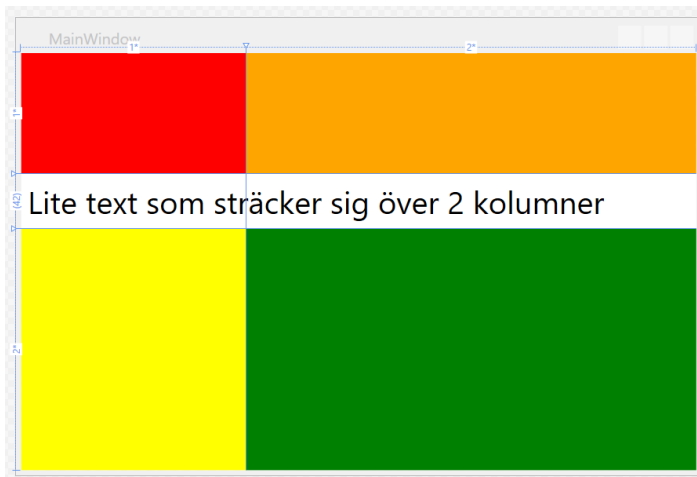 MainWindow
1*
2*
1*
(42)
Lite text som sträcker sig över 2 kolumner
2*